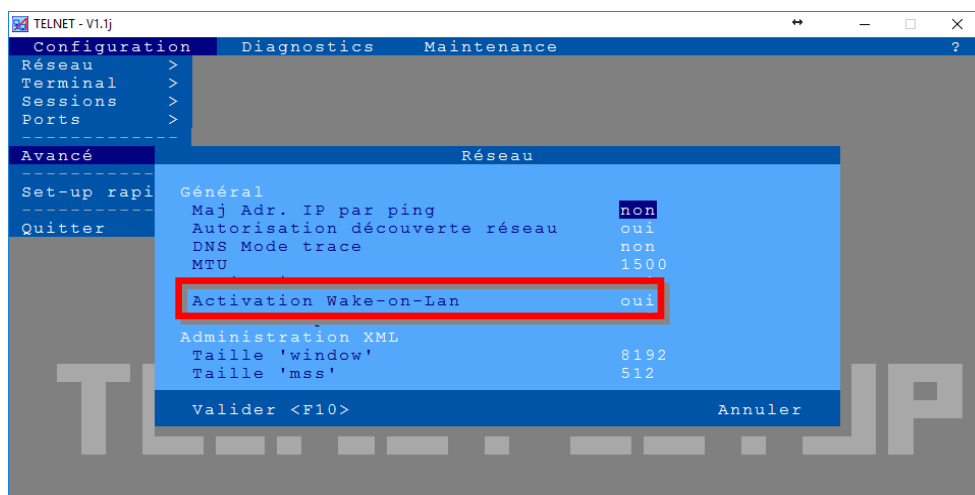 TELNET - V1.1j
Configuration Diagnostics Maintenance ?
Réseau >
Terminal >
Sessions >
Ports >
-------------
Avancé
Set-up rapi
Quitter
Réseau
Général
Maj Adr. IP par ping non
Autorisation découverte réseau oui
DNS Mode trace non
MTU 1500
Activation Wake-on-Lan oui
Administration XML
Taille 'window' 8192
Taille 'mss' 512
Valider <F10> Annuler